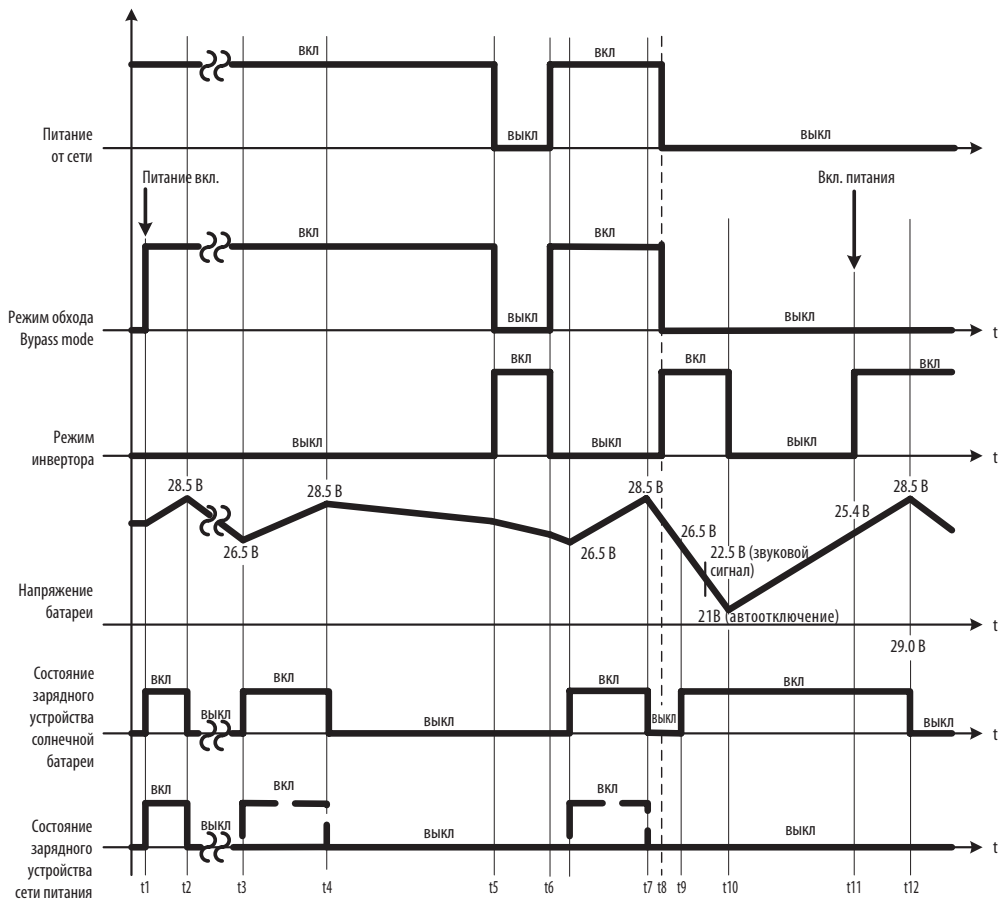 вкл
вкл
выкл
выкл
Питание
от сети
Питание вкл.
Вкл. питания
вкл
вкл
выкл
выкл
Режим обхода
Bypass mode
t
вкл
вкл
вкл
выкл
выкл
выкл
Режим
инвертора
t
28.5 В
28.5 В
28.5 В
28.5 В
25.4 В
26.5 В
26.5 В
26.5 В
22.5 В (звуковой
сигнал)
21В (автоотключение)
Напряжение
батареи
t
29.0 В
Состояние
зарядного
устройства
солнечной
батареи
вкл
вкл
вкл
вкл
выкл
выкл
выкл
выкл
t
вкл
вкл
вкл
выкл
выкл
выкл
Состояние
зарядного
устройства
сети питания
t
t1
t2
t3
t4
t5
t6
t7
t8
t9
t10
t11
t12